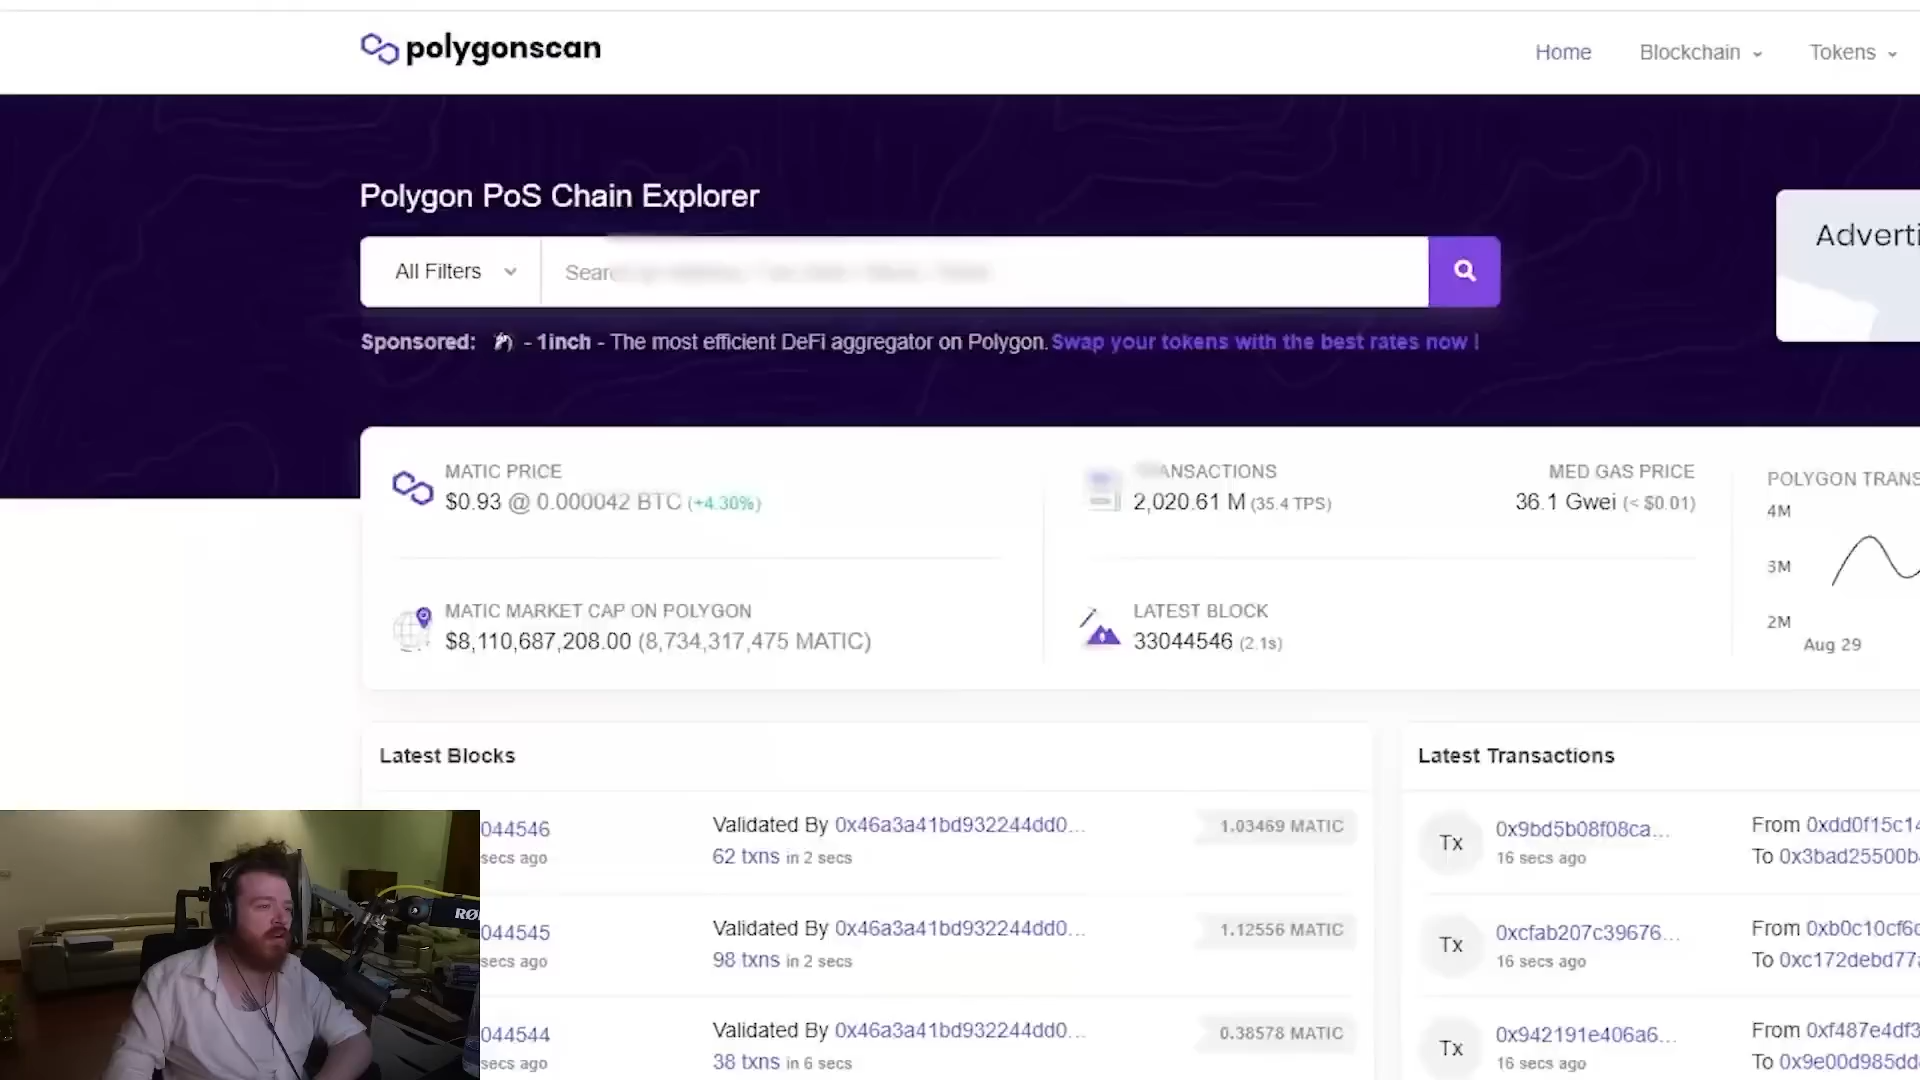 polygonscan
Home
Blockchain
Tokens
Polygon PoS Chain Explorer
All Filters
Sear
Adverti
Sponsored: - 1inch - The most efficient DeFi aggregator on Polygon. Swap your tokens with the best rates now !
MATIC PRICE
$0.93 @ 0.000042 BTC (+4.30%)
ANSACTIONS
2,020.61 M (35.4 TPS)
MED GAS PRICE
36.1 Gwei (< $0.01)
POLYGON TRANS
4M
3M
2M
Aug 29
MATIC MARKET CAP ON POLYGON
$8,110,687,208.00 (8,734,317,475 MATIC)
LATEST BLOCK
33044546 (2.1s)
Latest Blocks
044546
secs ago
Validated By 0x46a3a41bd932244dd0...
62 txns in 2 secs
1.03469 MATIC
044545
secs ago
Validated By 0x46a3a41bd932244dd0...
98 txns in 2 secs
1.12556 MATIC
044544
secs ago
Validated By 0x46a3a41bd932244dd0...
38 txns in 6 secs
0.38578 MATIC
Latest Transactions
Tx
0x9bd5b08f08ca...
16 secs ago
From 0xdd0f15c14
To 0x3bad25500b
Tx
0xcfab207c39676...
16 secs ago
From 0xb0c10cf6
To 0xc172debd77
Tx
0x942191e406a6...
16 secs ago
From 0xf487e4df3
To 0x9e00d985dd
RØ